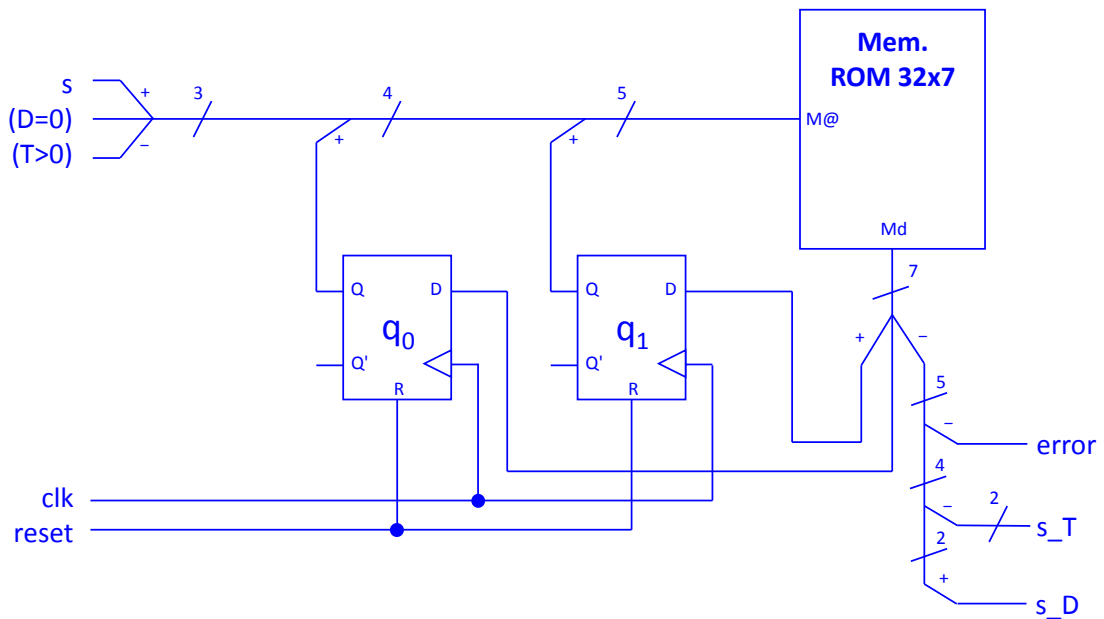 Mem.
ROM 32x7
s
+
3
4
5
(D=0)
M@
(T>0)
−
+
+
Md
7
Q
D
Q
D
q0
q1
+
−
Q'
Q'
R
R
5
−
error
4
clk
2
−
s_T
reset
2
+
s_D